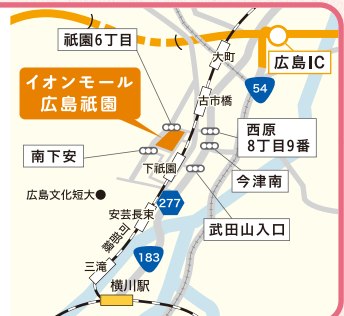 祇園6丁目
大町
広島IC
イオンモール
広島祇園
54
古市橋
西原
8丁目9番
南下安
下祇園
今津南
広島文化短大
277
安芸長束
武田山入口
可部線
183
三滝
横川駅